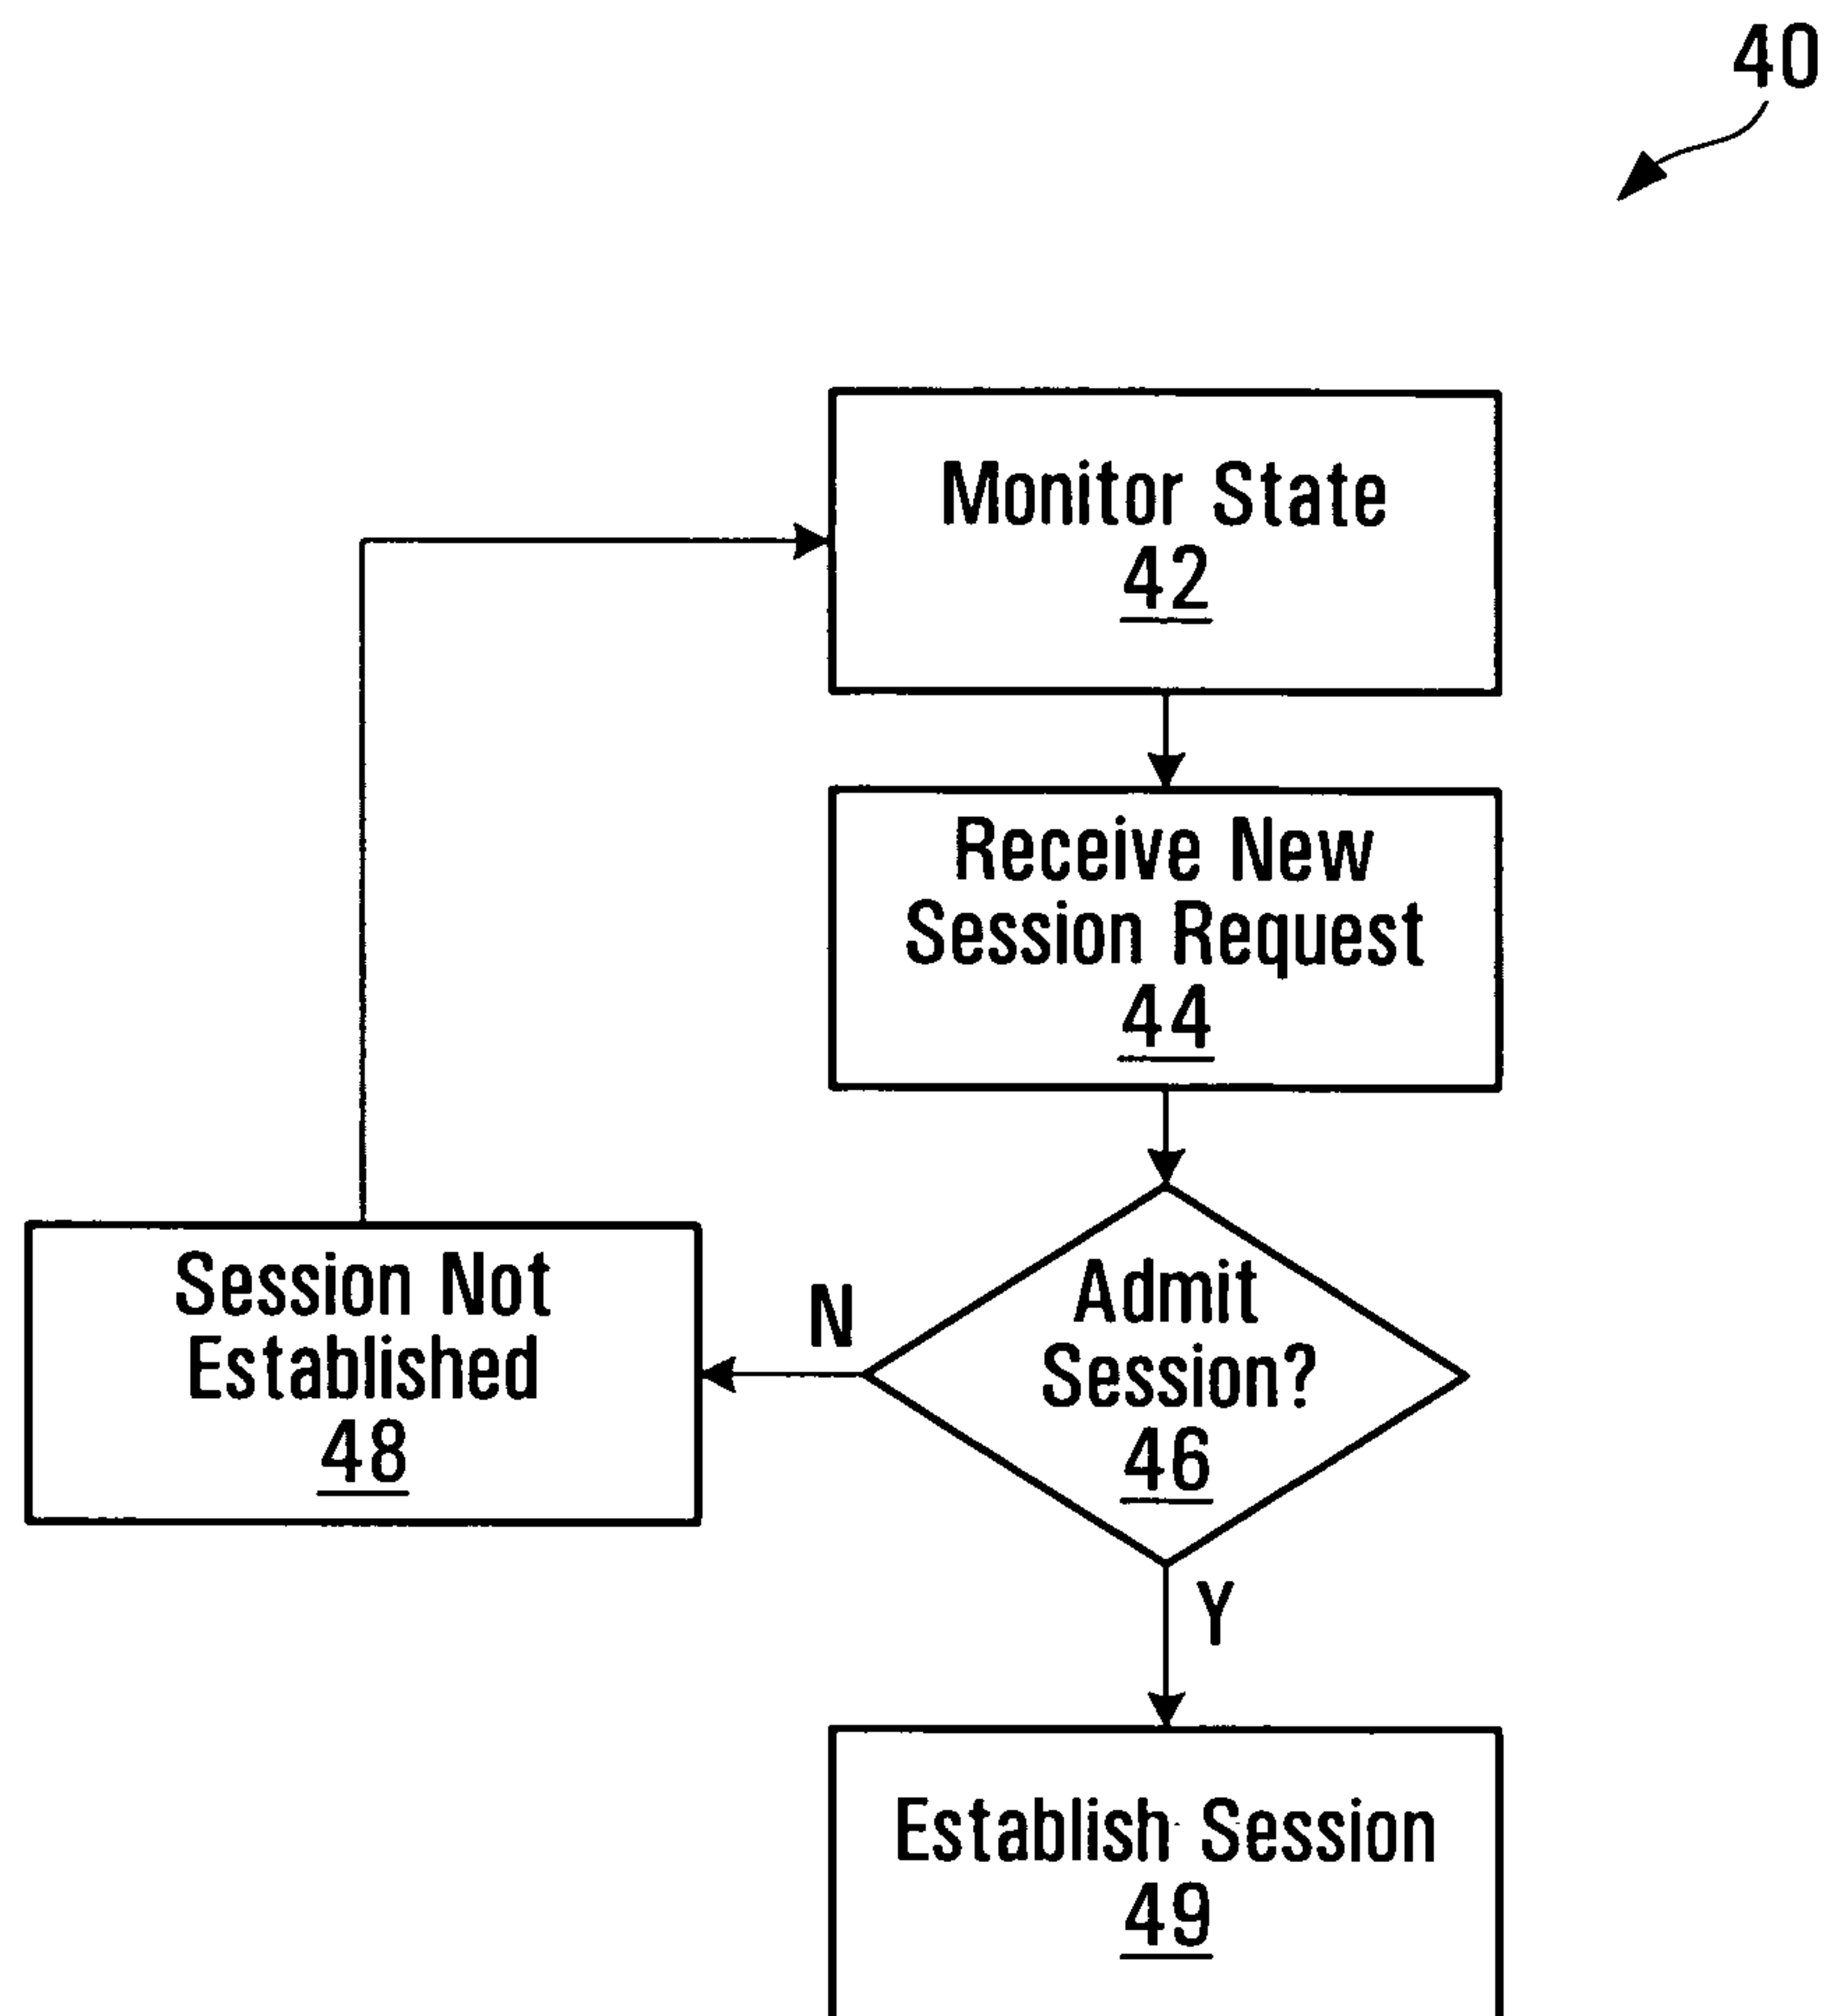 40
Monitor State
42
Receive New
Session Request
44
Admit
Session?
46
N
Session Not
Established
48
Y
Establish Session
49